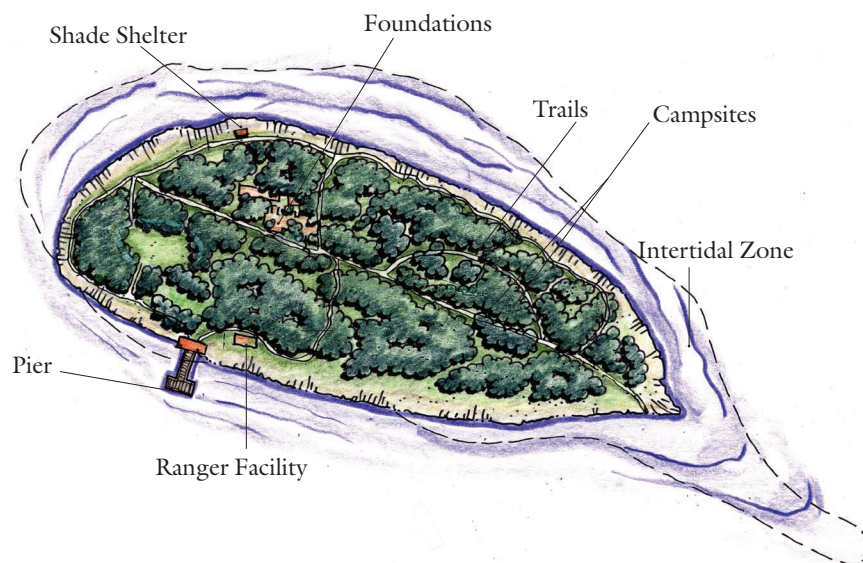 Foundations
Shade Shelter
Trails
Campsites
Intertidal Zone
Pier
Ranger Facility